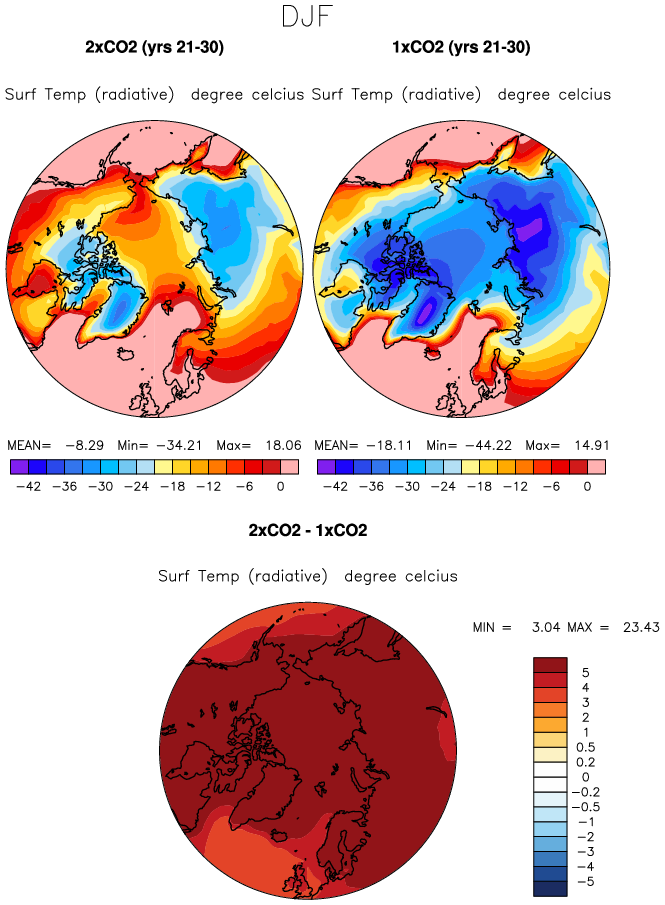 DJF
2xCO2 (yrs 21-30) 1xCO2 (yrs 21-30)
Surf Temp (radiative) degree celcius Surf Temp (radiative) degree celcius
MEAN= -8.29 Min= -34.21 Max= 18.06 MEAN= -18.11 Min= -44.22 Max= 14.91
-42 -36 -30 -24 -18 -12 -6 0 -42 -36 -30 -24 -18 -12 -6 0
2xCO2 - 1xCO2
Surf Temp (radiative) degree celcius
MIN = 3.04 MAX = 23.43
5
4
3
2
1
0.5
0.2
0
-0.2
-0.5
-1
-2
-3
-4
-5